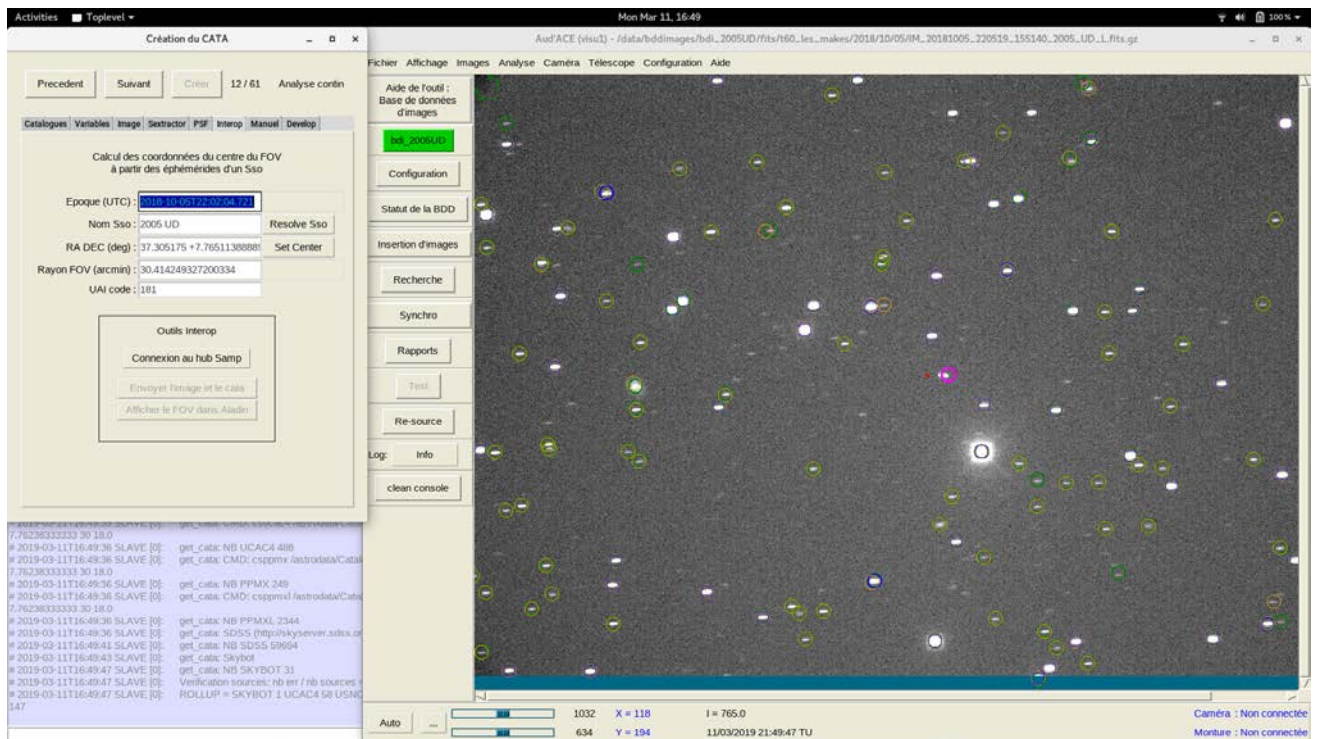 Activities Toplevel Mon Mar 11, 16:49 100%
Création du CATA
Aud'ACE (visu1) - /data/bddimages/bdi_2005UD/fits/t60_les_makes/2018/10/05/IM_20181005_220519_155140_2005_UD_L.fits.gz
Precedent Suivant Créer 12 / 61 Analyse contin
Catalogues Variables Image Sextractor PSF Interop Manuel Develop
Calcul des coordonnées du centre du FOV
à partir des éphémérides d'un Sso
Epoque (UTC) : 2018-10-05T22:02:04.721
Nom Sso : 2005 UD Resolve Sso
RA DEC (deg) : 37.305175 +7.7651138888 Set Center
Rayon FOV (arcmin) : 30.414249327200334
UAI code : 181
Outils Interop
Connexion au hub Samp
Envoyer l'image et le cata
Afficher le FOV dans Aladin
7.76238333333 30 18.0
# 2019-03-11T16:49:36 SLAVE [0]: get_cata: NB UCAC4 488
# 2019-03-11T16:49:36 SLAVE [0]: get_cata: CMD: csppmx /astrodata/Catal
7.76238333333 30 18.0
# 2019-03-11T16:49:36 SLAVE [0]: get_cata: NB PPMX 249
# 2019-03-11T16:49:36 SLAVE [0]: get_cata: CMD: csppmxl /astrodata/Cata
7.76238333333 30 18.0
# 2019-03-11T16:49:36 SLAVE [0]: get_cata: NB PPMXL 2344
# 2019-03-11T16:49:36 SLAVE [0]: get_cata: SDSS (http://skyserver.sdss.or
# 2019-03-11T16:49:41 SLAVE [0]: get_cata: NB SDSS 59694
# 2019-03-11T16:49:43 SLAVE [0]: get_cata: Skybot
# 2019-03-11T16:49:47 SLAVE [0]: get_cata: NB SKYBOT 31
# 2019-03-11T16:49:47 SLAVE [0]: Verification sources: nb err / nb sources =
# 2019-03-11T16:49:47 SLAVE [0]: ROLLUP = SKYBOT 1 UCAC4 58 USNO
147
Fichier Affichage Images Analyse Caméra Télescope Configuration Aide
Aide de l'outil :
Base de données
d'images
bdi_2005UD
Configuration
Statut de la BDD
Insertion d'images
Recherche
Synchro
Rapports
Test
Re-source
Log: Info
clean console
Auto ... 1032 X = 118 I = 765.0 Caméra : Non connectée
634 Y = 194 11/03/2019 21:49:47 TU Monture : Non connectée